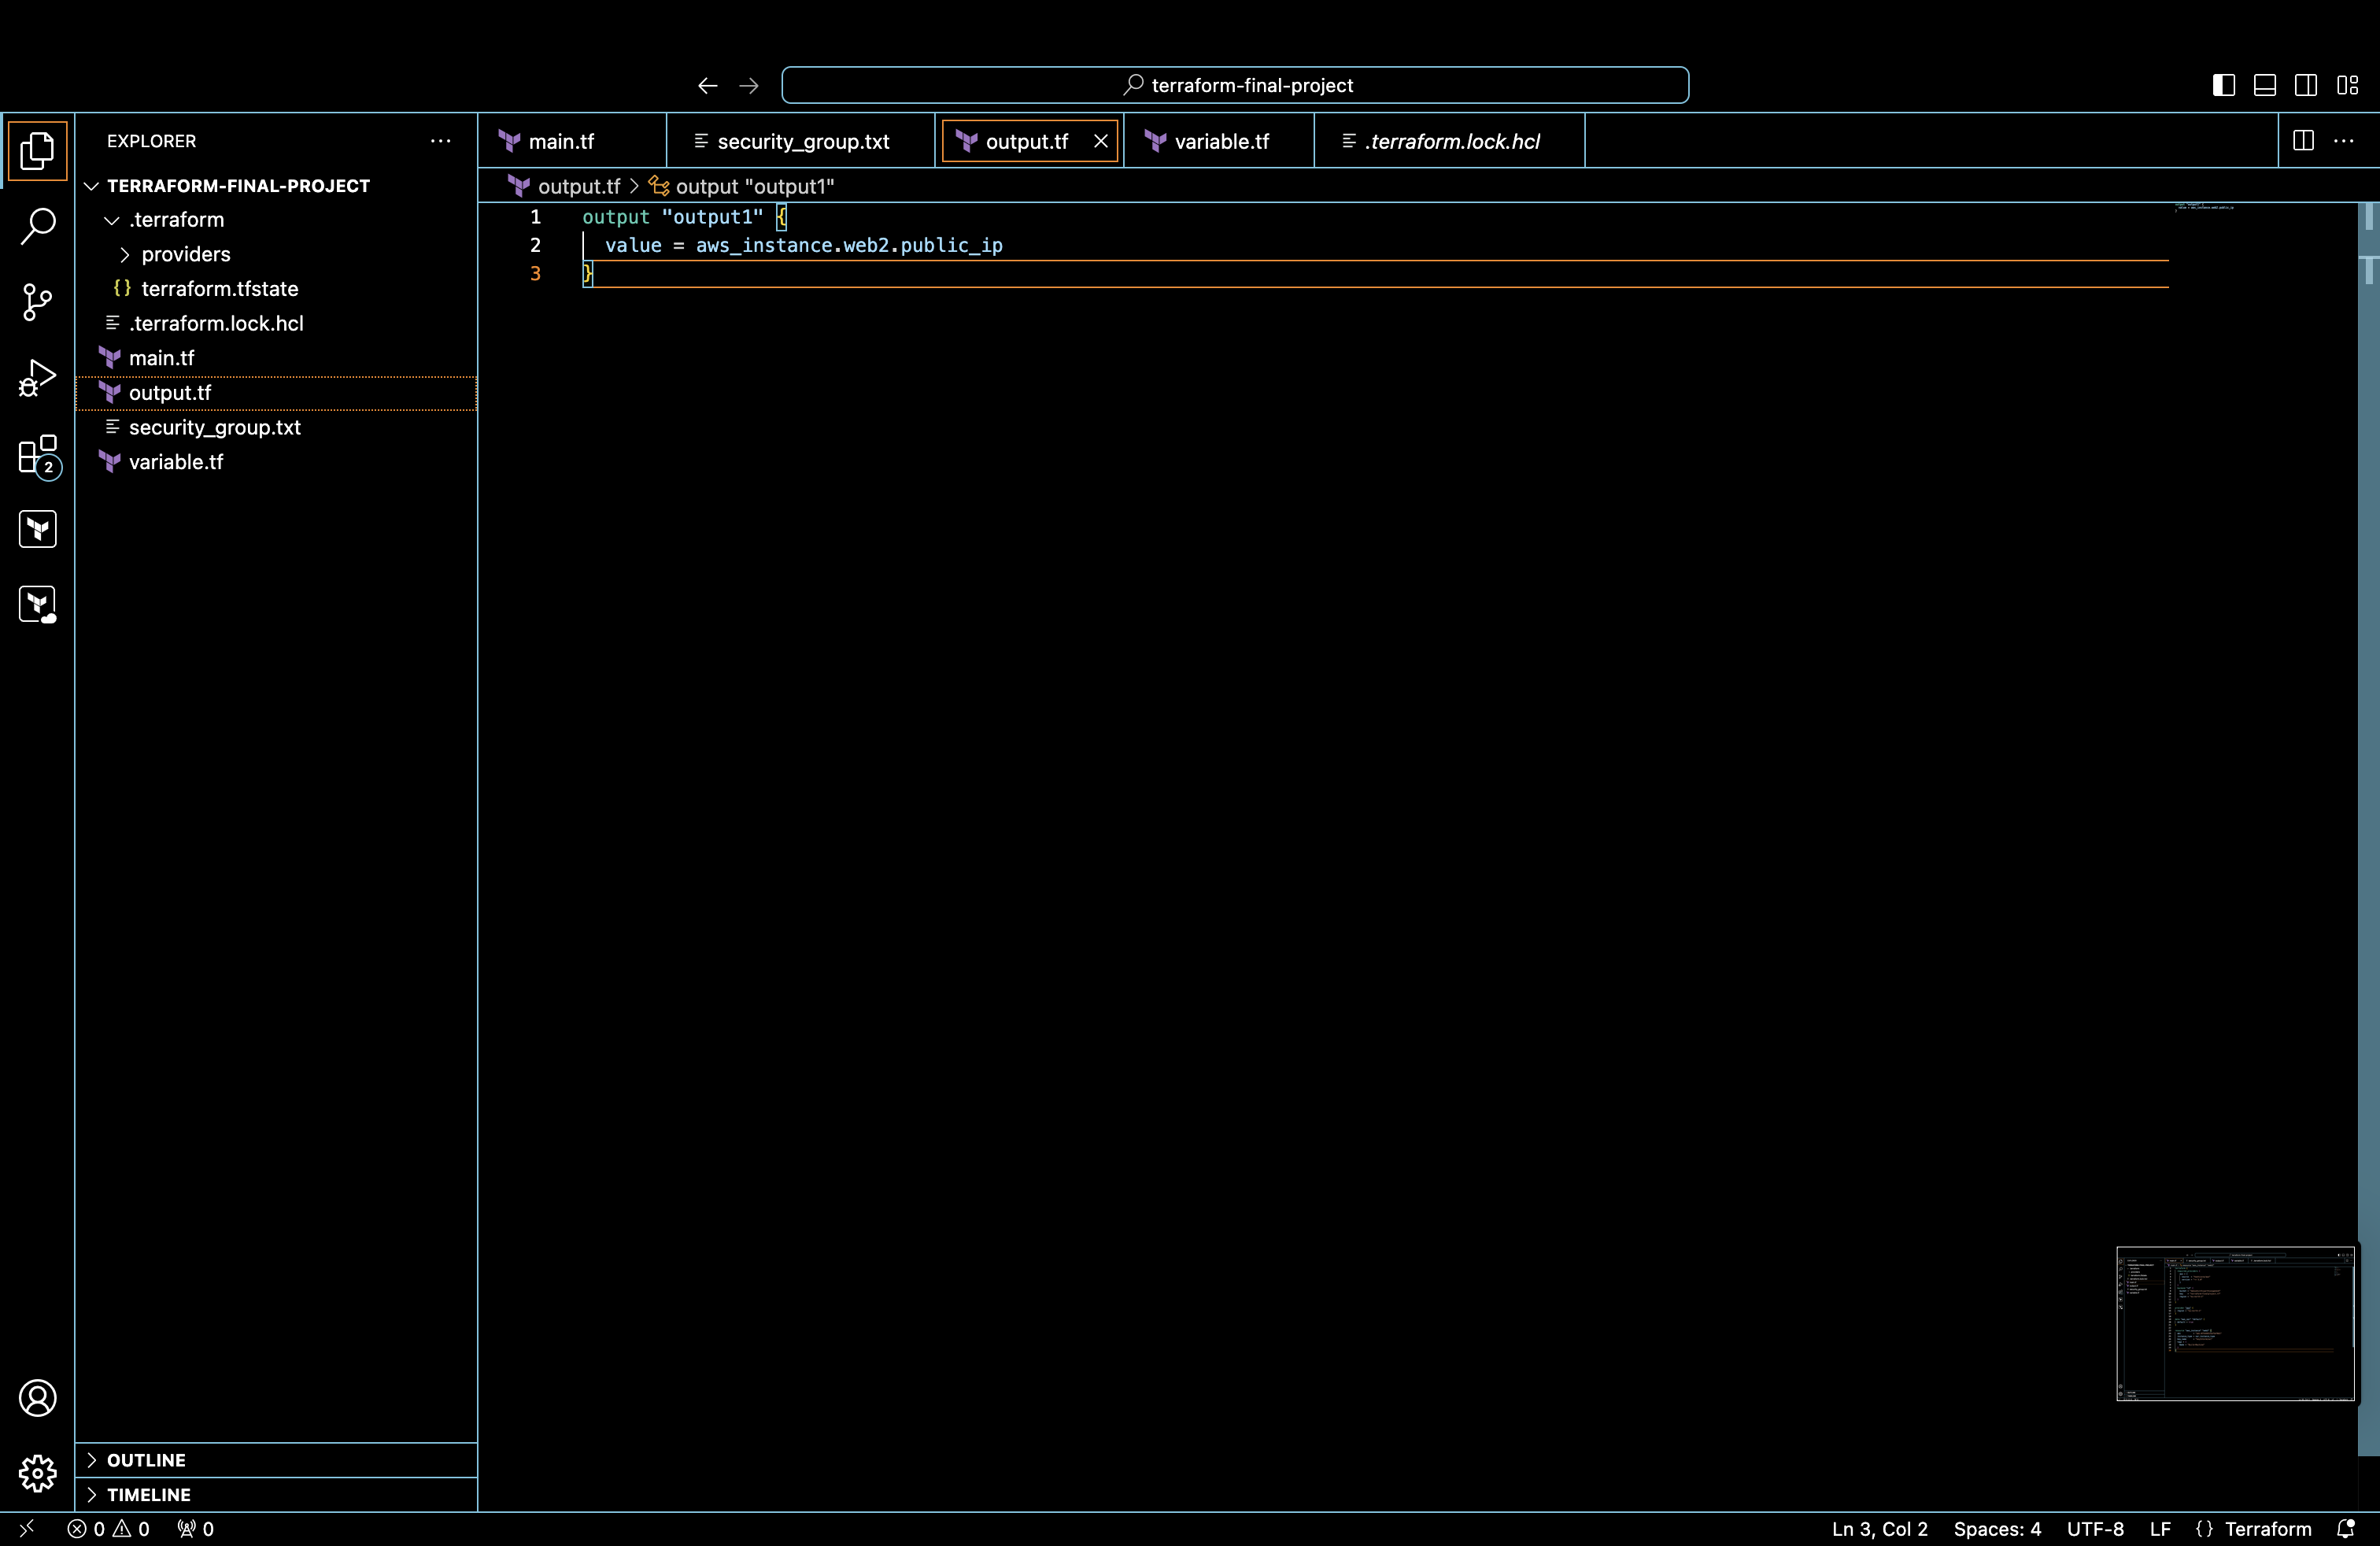 terraform-final-project
EXPLORER
TERRAFORM-FINAL-PROJECT
.terraform
providers
{} terraform.tfstate
.terraform.lock.hcl
main.tf
output.tf
security_group.txt
variable.tf
2
OUTLINE
TIMELINE
main.tf
security_group.txt
output.tf
variable.tf
.terraform.lock.hcl
output.tf > output "output1"
1 output "output1" {
2 value = aws_instance.web2.public_ip
3 }
0 0 0
Ln 3, Col 2 Spaces: 4 UTF-8 LF {} Terraform